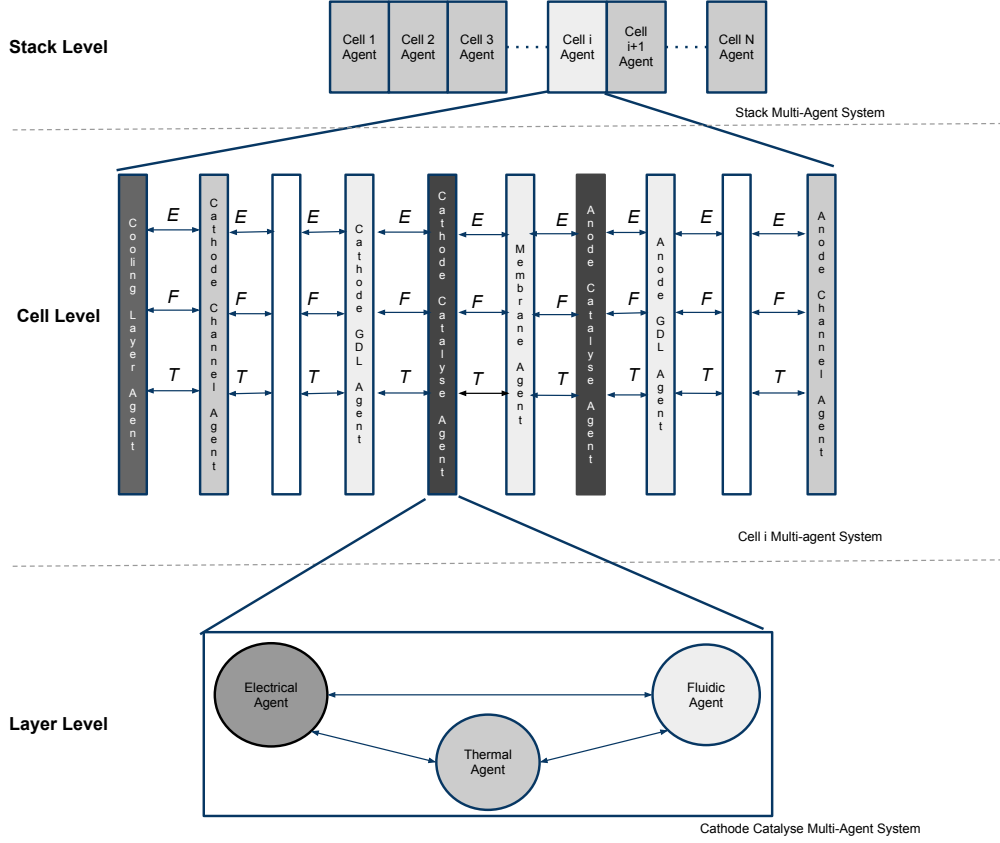 Stack Level
Cell 1
Agent
Cell 2
Agent
Cell 3
Agent
Cell i
Agent
Cell
i+1
Agent
Cell N
Agent
Stack Multi-Agent System
Cell Level
Cooling Layer Agent
Cathode Channel Agent
Cathode GDL Agent
Cathode Catalyse Agent
Membrane Agent
Anode Catalyse Agent
Anode GDL Agent
Anode Channel Agent
E E E E E E E E E
F F F F F F F F F
T T T T T T T T T
Cell i Multi-agent System
Layer Level
Electrical
Agent
Fluidic
Agent
Thermal
Agent
Cathode Catalyse Multi-Agent System